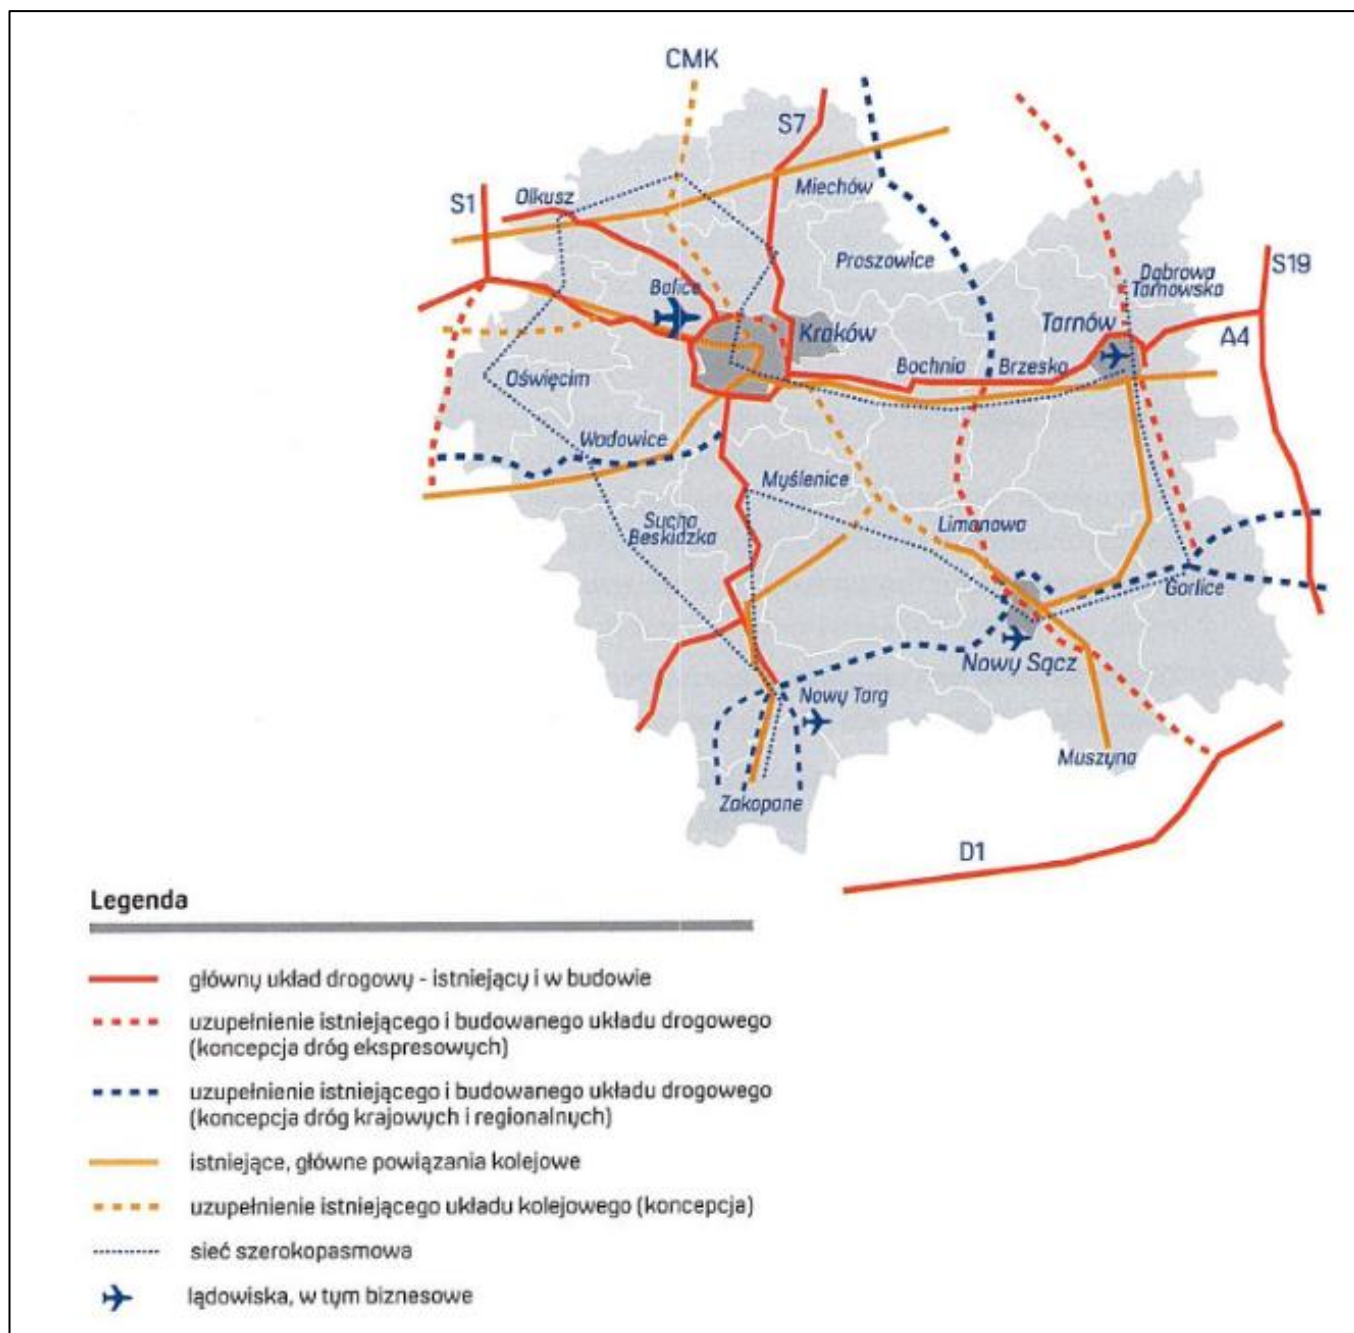 CMK
S7
Miechów
Olkusz
S1
Proszowice
S19
Dąbrowa
Tarnowska
Balice
Kraków
Tarnów
A4
Bochnia
Brzesko
Oświęcim
Wadowice
Myślenice
Sucha
Beskidzka
Limanowa
Gorlice
Nowy Sącz
Nowy Targ
Muszyna
Zakopane
D1
Legenda
główny układ drogowy - istniejący i w budowie
uzupełnienie istniejącego i budowanego układu drogowego
(koncepcja dróg ekspresowych)
uzupełnienie istniejącego i budowanego układu drogowego
(koncepcja dróg krajowych i regionalnych)
istniejące, główne powiązania kolejowe
uzupełnienie istniejącego układu kolejowego (koncepcja)
sieć szerokopasmowa
lądowiska, w tym biznesowe